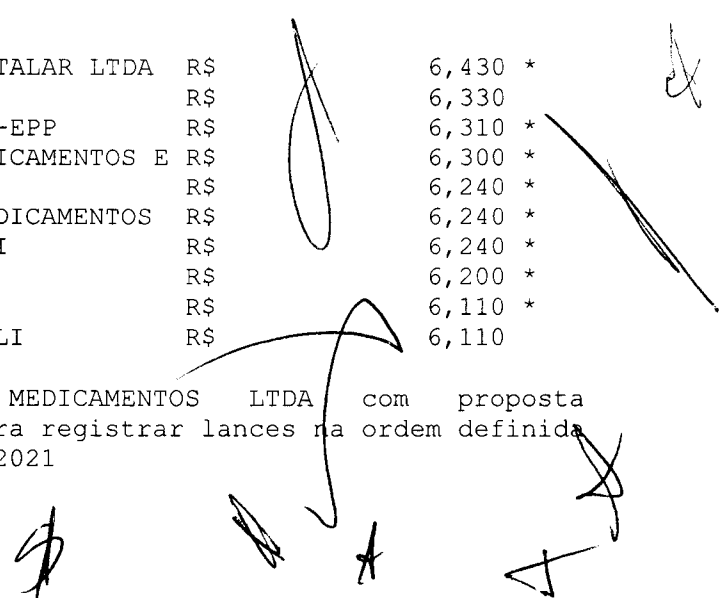 TALAR LTDA R$ 6,430 *
R$ 6,330
-EPP R$ 6,310 *
ICAMENTOS E R$ 6,300 *
R$ 6,240 *
DICAMENTOS R$ 6,240 *
I R$ 6,240 *
R$ 6,200 *
R$ 6,110 *
LI R$ 6,110
MEDICAMENTOS LTDA com proposta
ra registrar lances na ordem definida
2021